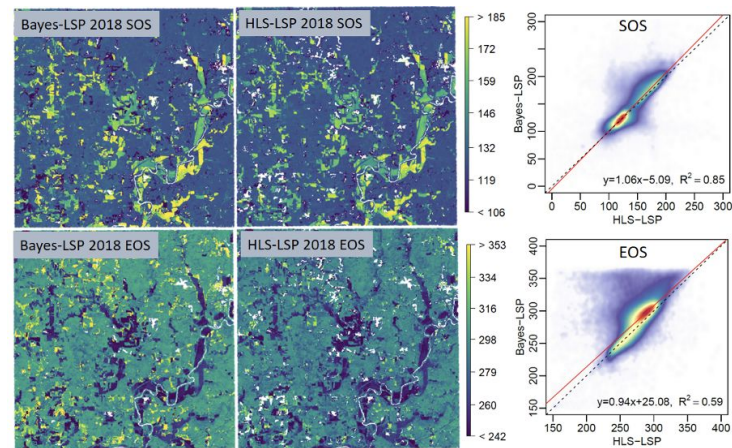 Bayes-LSP 2018 SOS
HLS-LSP 2018 SOS
> 185
173
159
146
132
119
< 106
SOS
Bayes−LSP
300
200
100
0
y=1.06x−5.09, R²=0.85
0 50 100 150 200 250 300
HLS−LSP
Bayes-LSP 2018 EOS
HLS-LSP 2018 EOS
> 353
334
316
298
279
260
< 242
EOS
Bayes−LSP
400
350
300
250
200
150
y=0.94x+25.08, R²=0.59
150 200 250 300 350 400
HLS−LSP